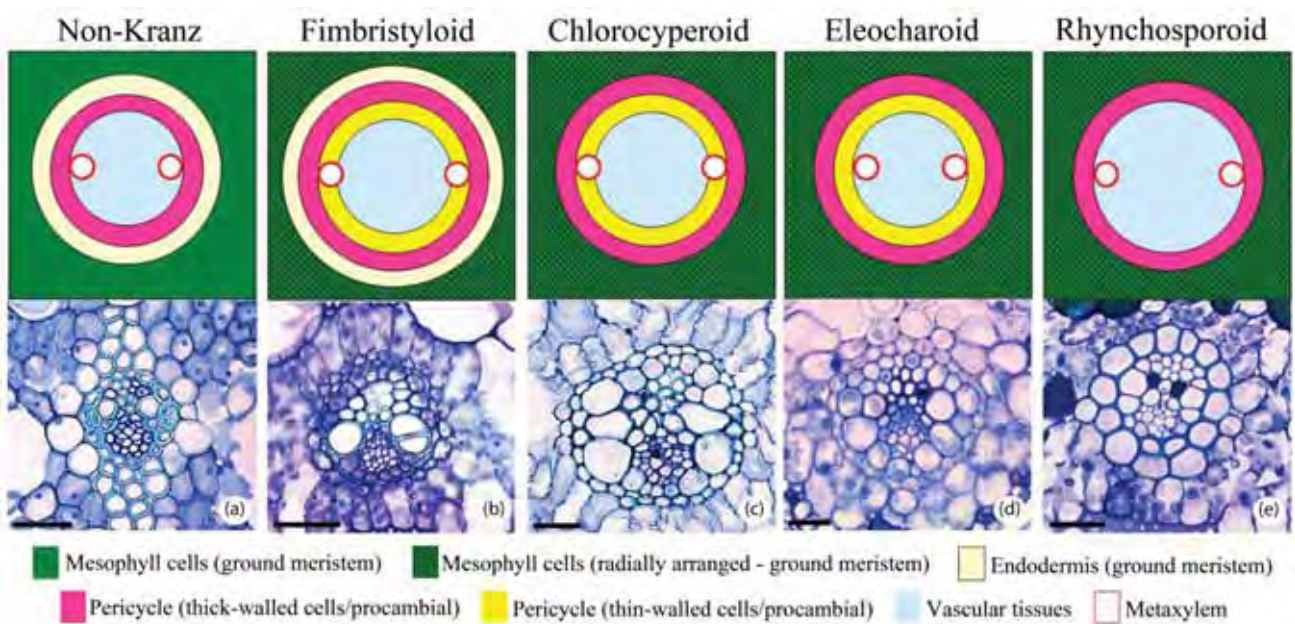 Non-Kranz Fimbristyloid Chlorocyperoid Eleocharoid Rhynchosporoid
(a) (b) (c) (d) (e)
Mesophyll cells (ground meristem) Mesophyll cells (radially arranged - ground meristem) Endodermis (ground meristem)
Pericycle (thick-walled cells/procambial) Pericycle (thin-walled cells/procambial) Vascular tissues Metaxylem